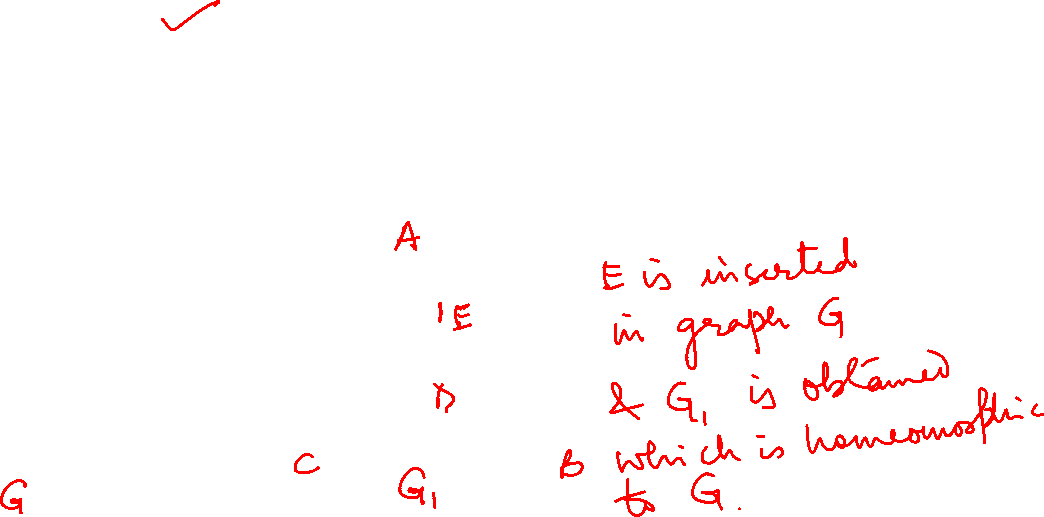 A
E is inserted
E
in graph G
D
& G₁ is obtained
C
B which is homeomorphic
G
G₁
to G.